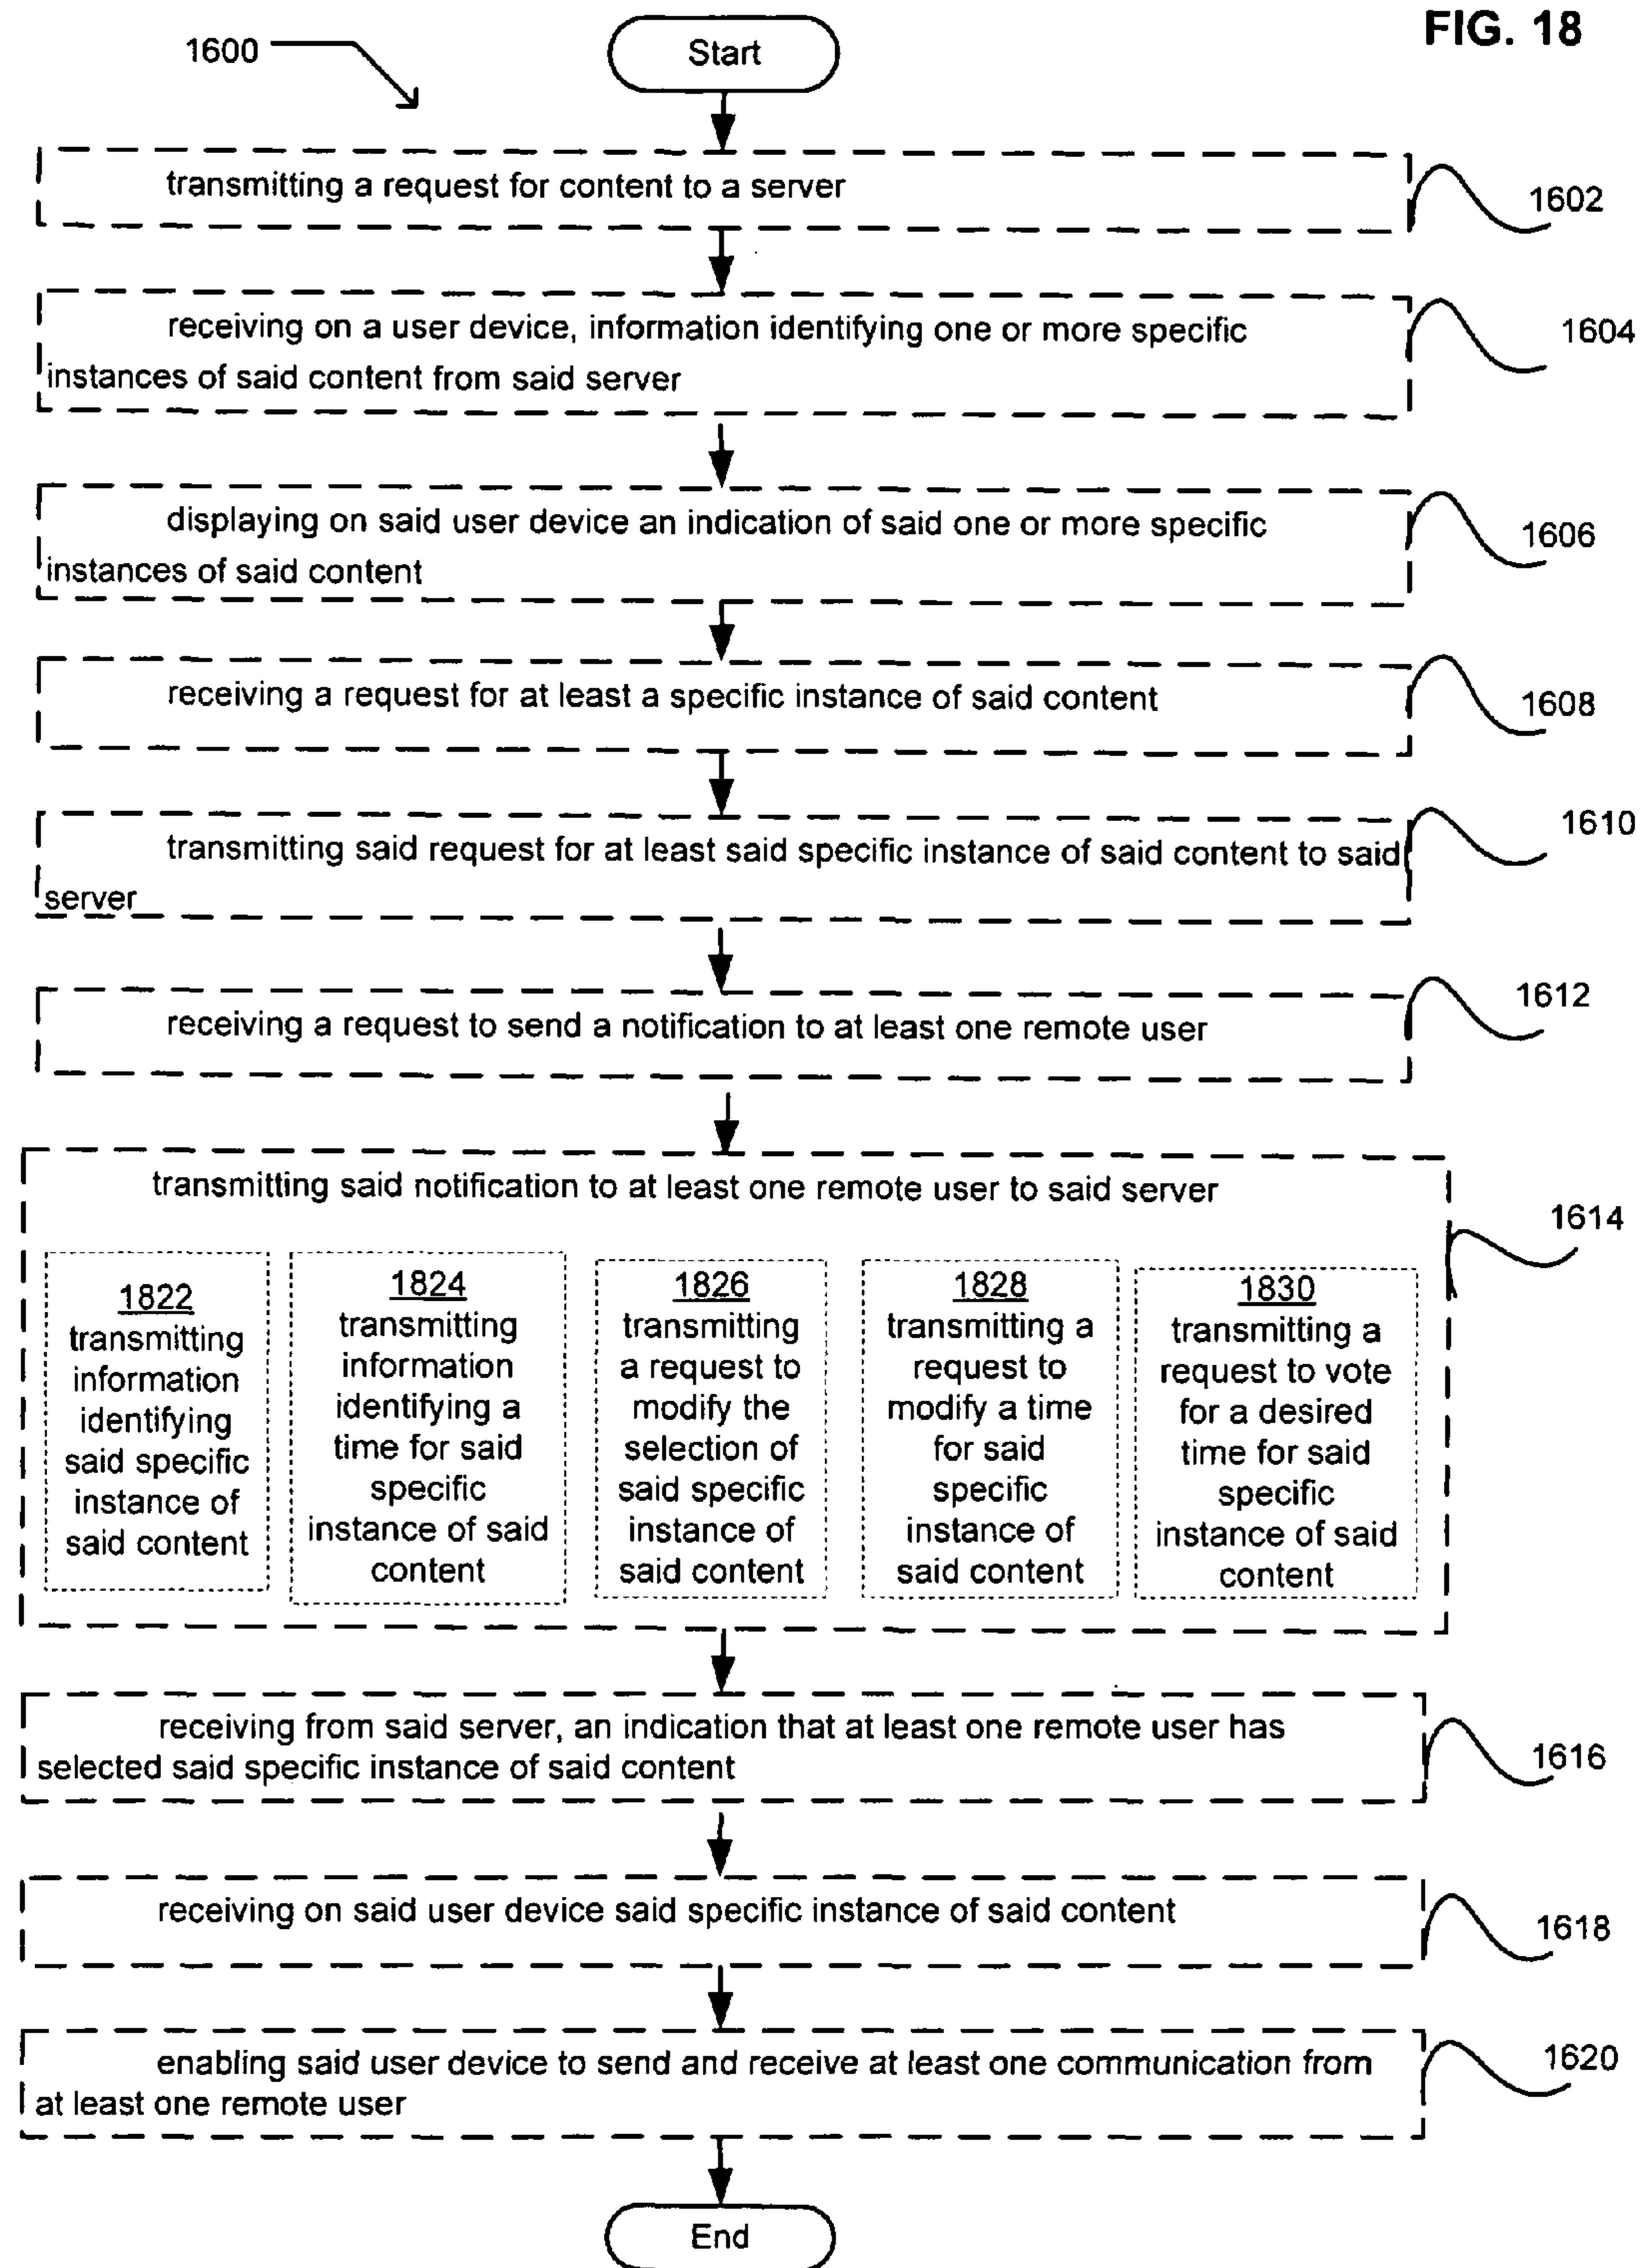 FIG. 18
1600
Start
transmitting a request for content to a server
1602
receiving on a user device, information identifying one or more specific
instances of said content from said server
1604
displaying on said user device an indication of said one or more specific
instances of said content
1606
receiving a request for at least a specific instance of said content
1608
transmitting said request for at least said specific instance of said content to said
server
1610
receiving a request to send a notification to at least one remote user
1612
transmitting said notification to at least one remote user to said server
1614
1822
transmitting
information
identifying
said specific
instance of
said content
1824
transmitting
information
identifying a
time for said
specific
instance of said
content
1826
transmitting
a request to
modify the
selection of
said specific
instance of
said content
1828
transmitting a
request to
modify a time
for said
specific
instance of
said content
1830
transmitting a
request to vote
for a desired
time for said
specific
instance of said
content
receiving from said server, an indication that at least one remote user has
selected said specific instance of said content
1616
receiving on said user device said specific instance of said content
1618
enabling said user device to send and receive at least one communication from
at least one remote user
1620
End